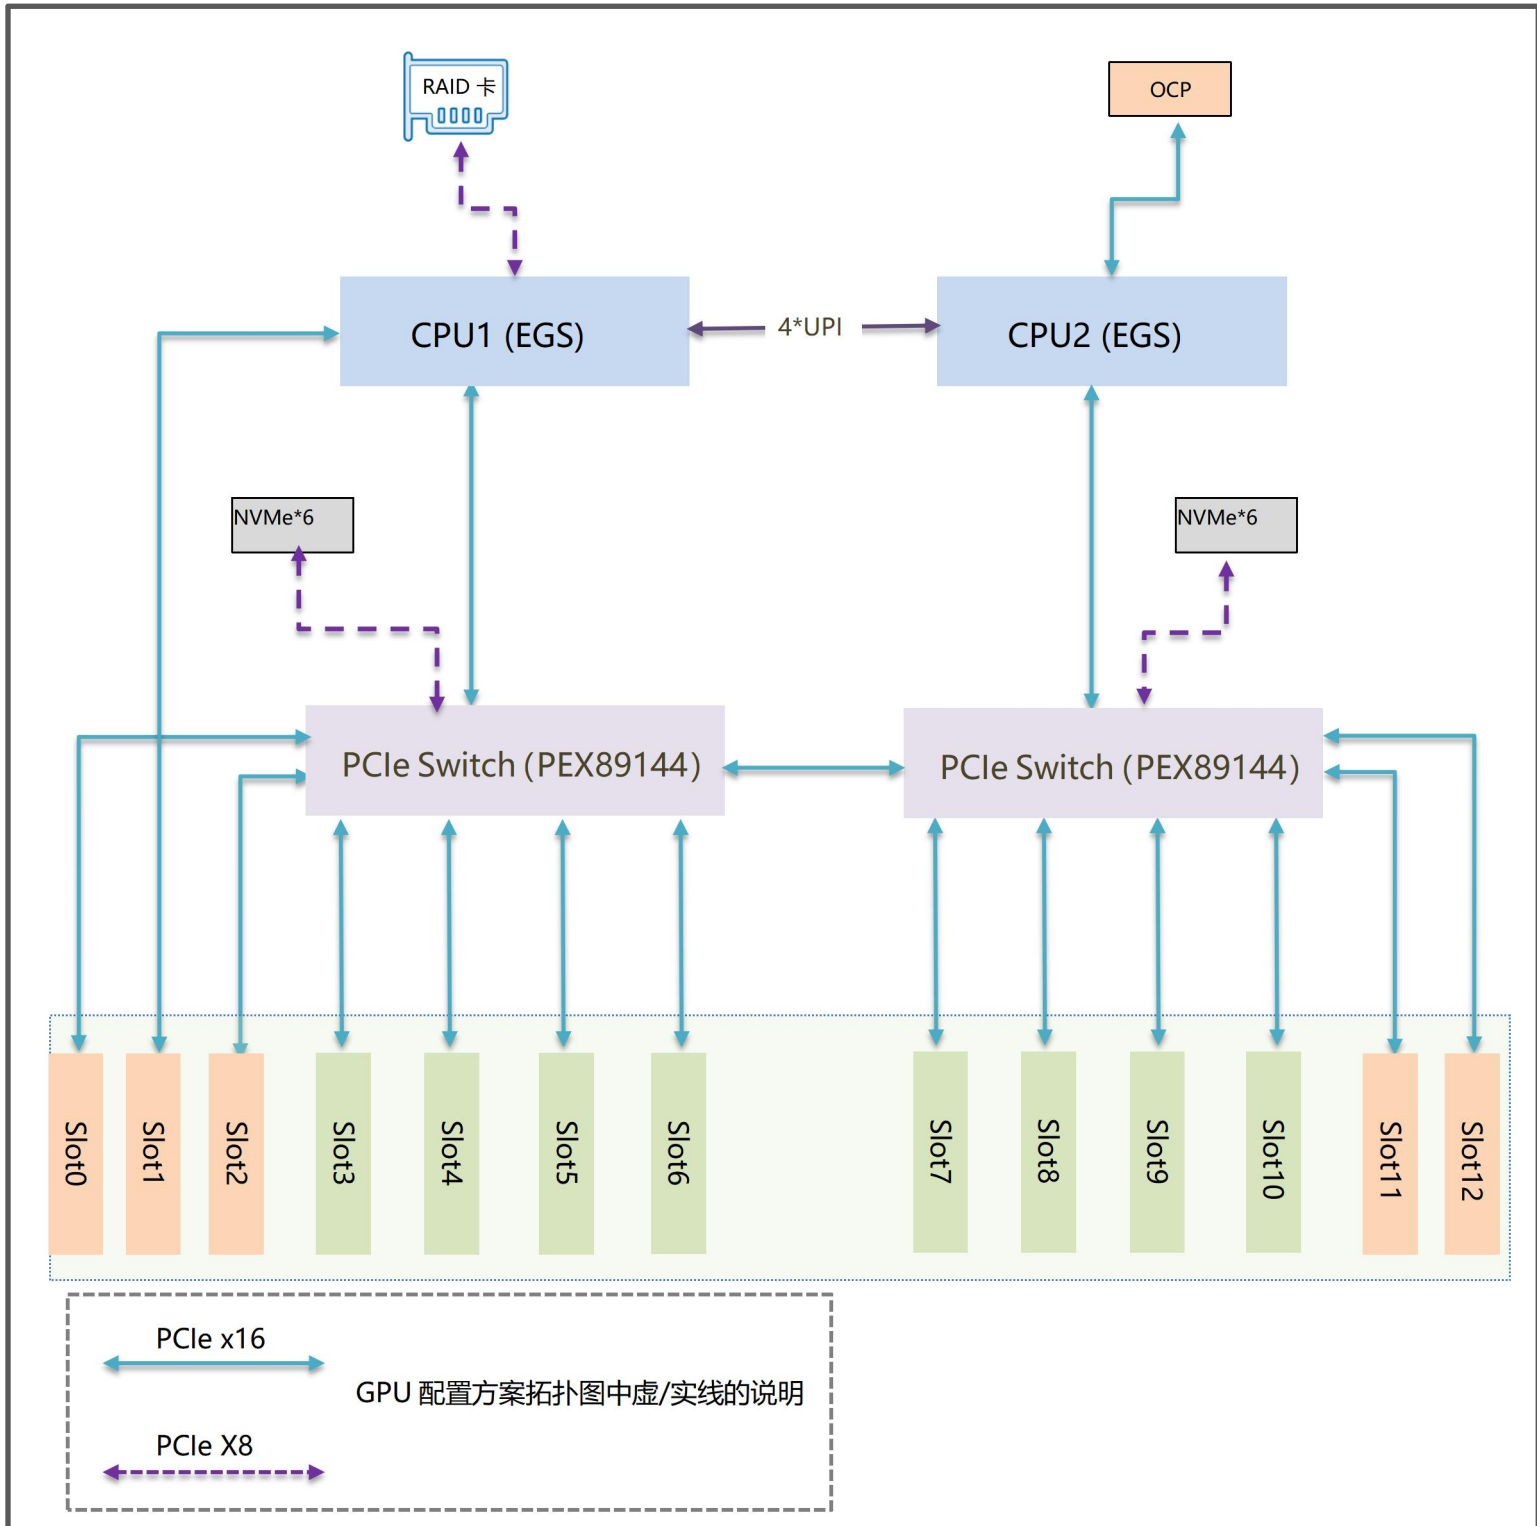 RAID 卡
OCP
CPU1 (EGS)
4*UPI
CPU2 (EGS)
NVMe*6
NVMe*6
PCIe Switch (PEX89144)
PCIe Switch (PEX89144)
Slot0
Slot1
Slot2
Slot3
Slot4
Slot5
Slot6
Slot7
Slot8
Slot9
Slot10
Slot11
Slot12
PCIe x16
GPU 配置方案拓扑图中虚/实线的说明
PCIe X8